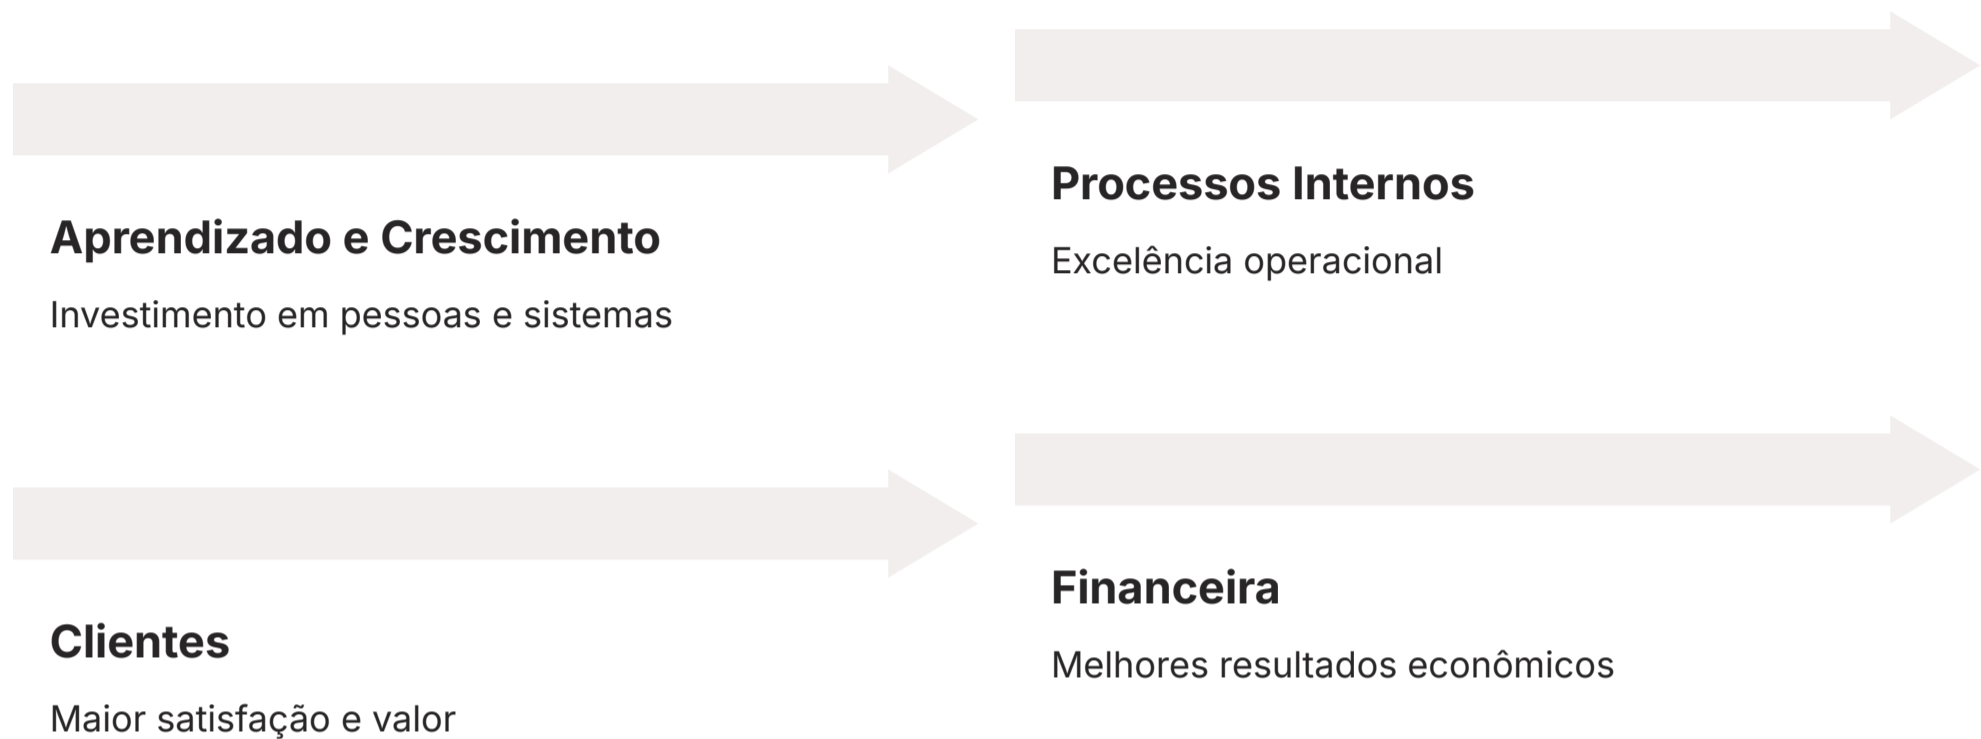 Aprendizado e Crescimento
Investimento em pessoas e sistemas
Processos Internos
Excelência operacional
Clientes
Maior satisfação e valor
Financeira
Melhores resultados econômicos